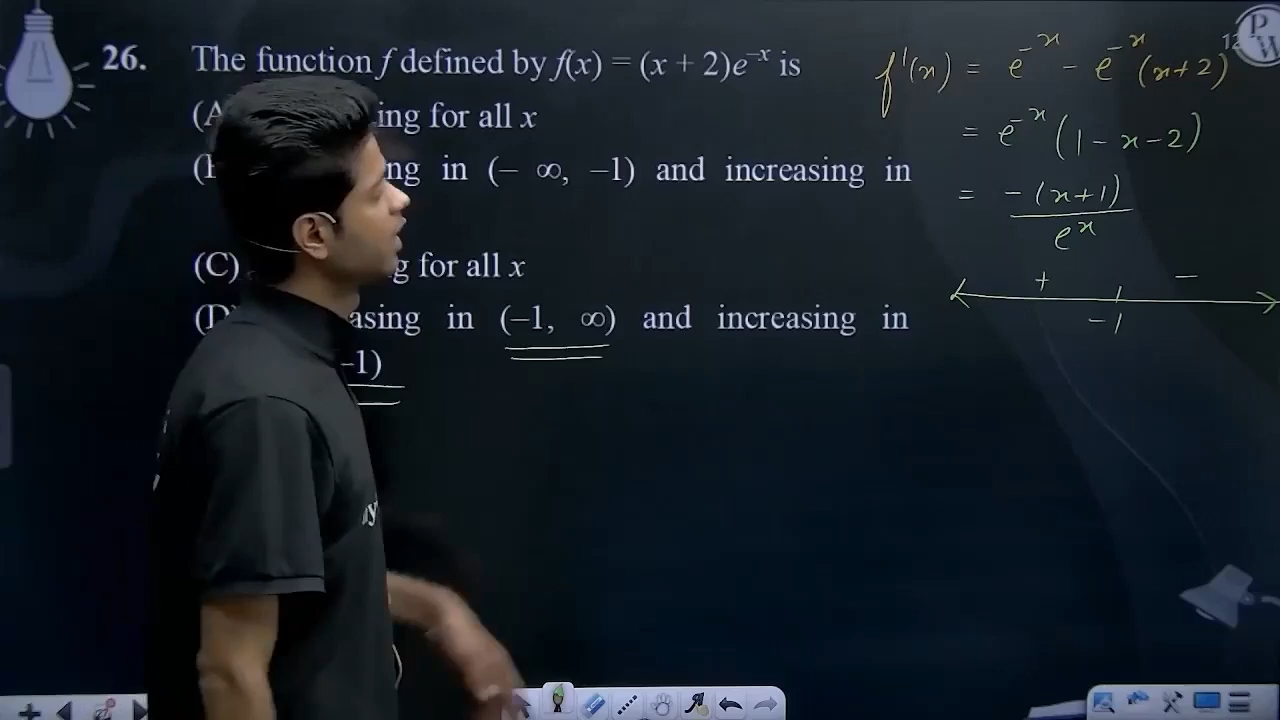 26. The function f defined by f(x) = (x + 2)e⁻ˣ is
ing for all x
ng in (– ∞, –1) and increasing in
(C) g for all x
asing in (–1, ∞) and increasing in
–1)
f'(x) = e⁻ˣ – e⁻ˣ (x+2)
= e⁻ˣ (1 – x – 2)
= –(x+1)
eˣ
+ –
–1
P
W